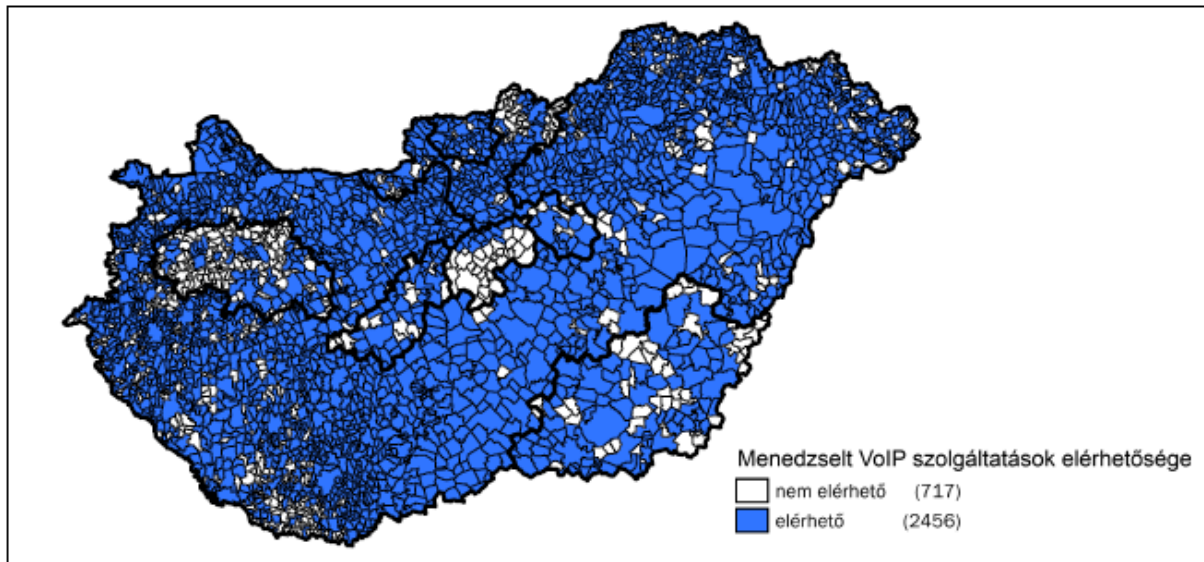 Menedzselt VoIP szolgáltatások elérhetősége
nem elérhető (717)
elérhető (2456)